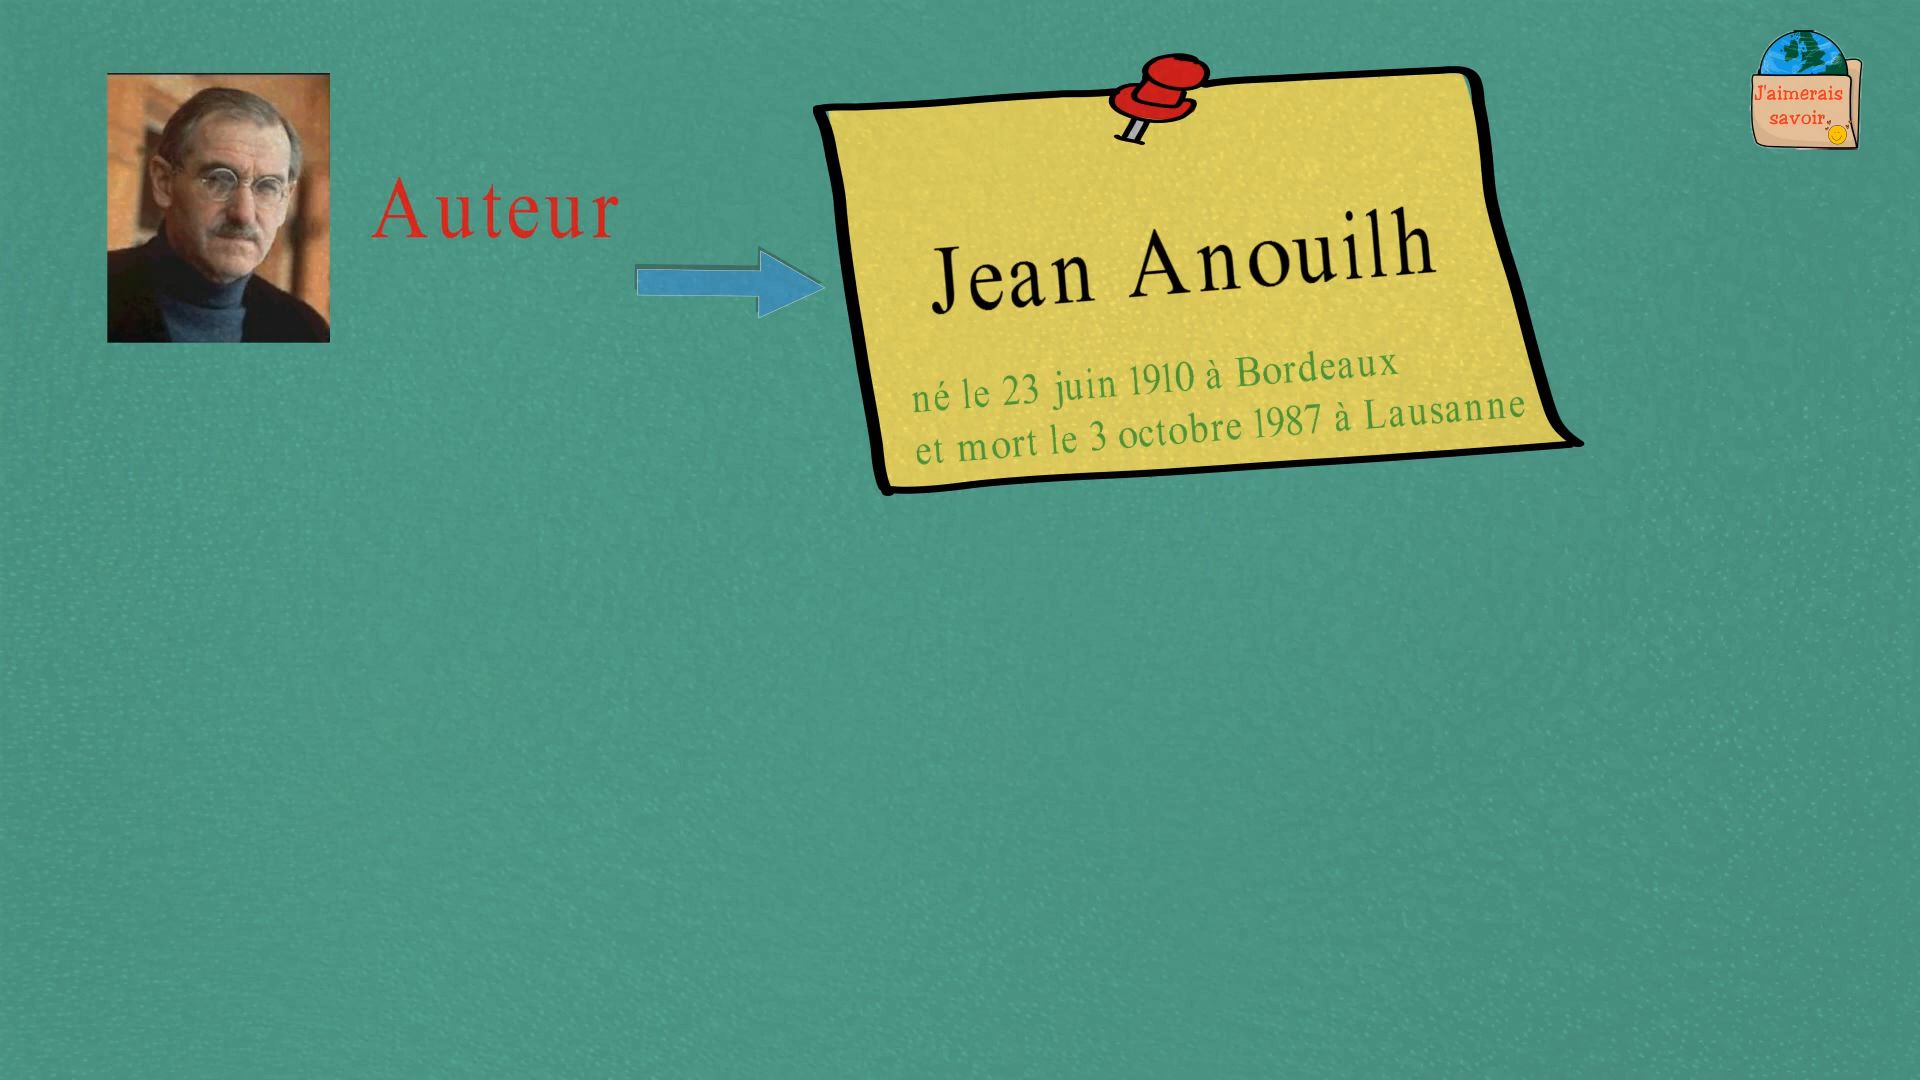 Auteur
Jean Anouilh
né le 23 juin 1910 à Bordeaux
et mort le 3 octobre 1987 à Lausanne
J'aimerais
savoir